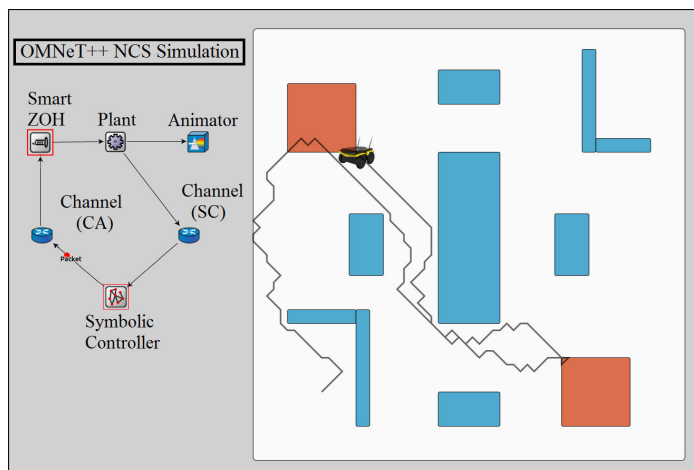 OMNeT++ NCS Simulation
Smart
ZOH
Plant
Animator
Channel
(SC)
Channel
(CA)
Packet
Symbolic
Controller